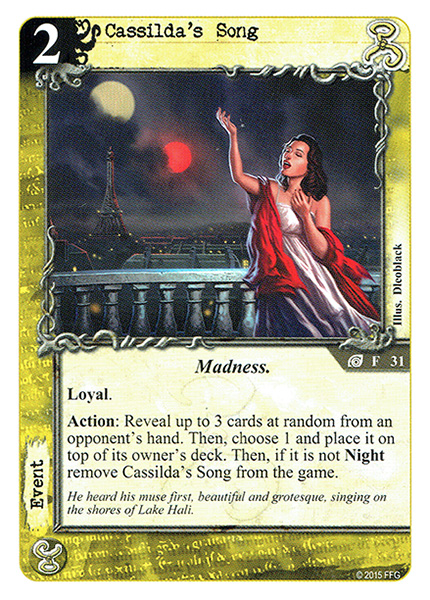 2
Cassilda's Song
Illus. Dleoblack
F 31
Madness.
Loyal.
Action: Reveal up to 3 cards at random from an
opponent's hand. Then, choose 1 and place it on
top of its owner's deck. Then, if it is not Night
remove Cassilda's Song from the game.
He heard his muse first, beautiful and grotesque, singing on
the shores of Lake Hali.
Event
© 2015 FFG